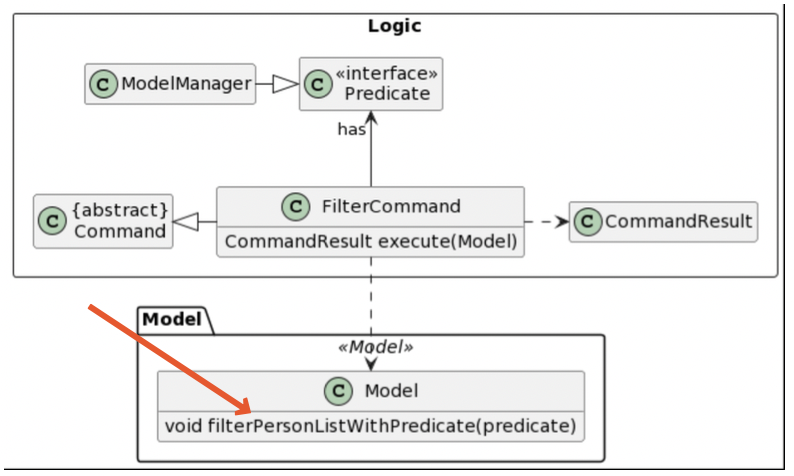 Logic
C ModelManager
C «interface»
Predicate
has
C {abstract}
Command
C FilterCommand
CommandResult execute(Model)
C CommandResult
Model
«Model»
C Model
void filterPersonListWithPredicate(predicate)